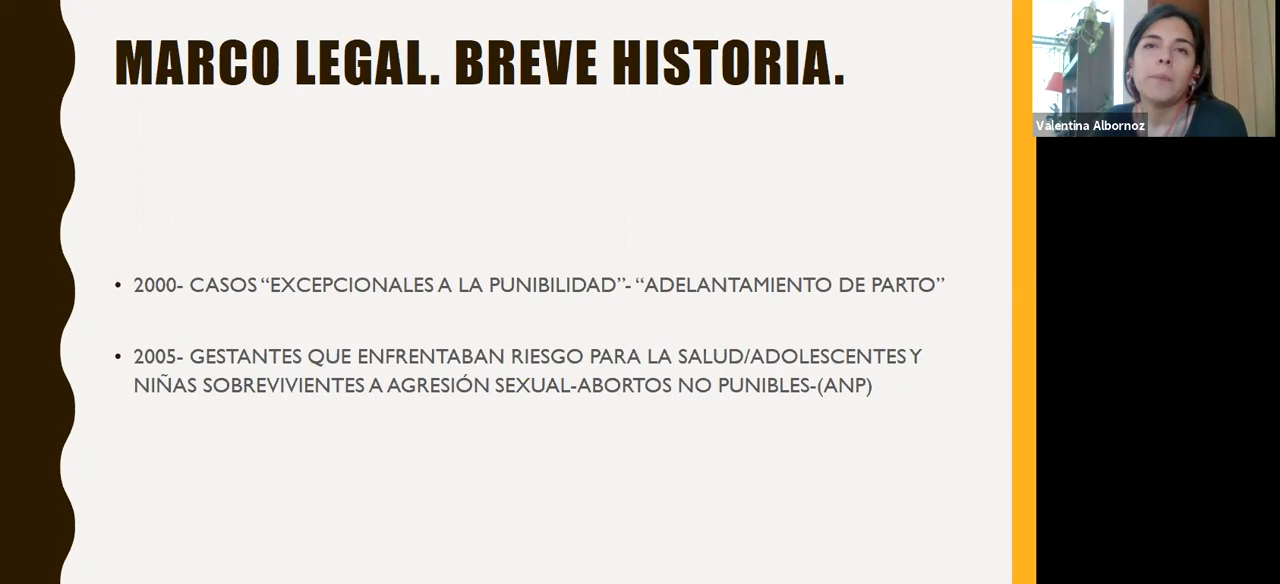 MARCO LEGAL. BREVE HISTORIA.
• 2000- CASOS “EXCEPCIONALES A LA PUNIBILIDAD”- “ADELANTAMIENTO DE PARTO”
• 2005- GESTANTES QUE ENFRENTABAN RIESGO PARA LA SALUD/ADOLESCENTES Y
NIÑAS SOBREVIVIENTES A AGRESIÓN SEXUAL-ABORTOS NO PUNIBLES-(ANP)
Valentina Albornoz